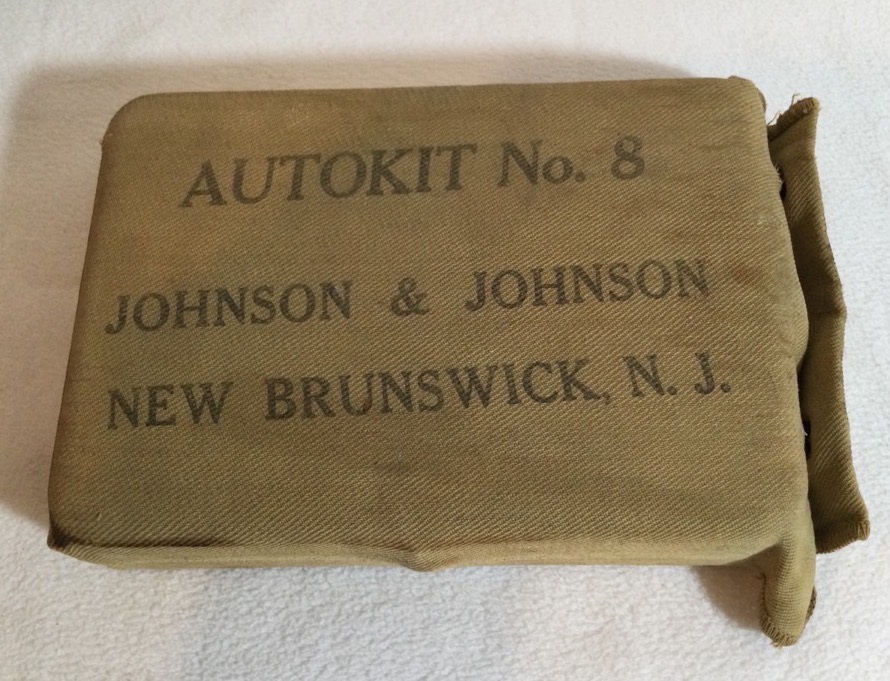 AUTOKIT No. 8
JOHNSON & JOHNSON
NEW BRUNSWICK, N. J.